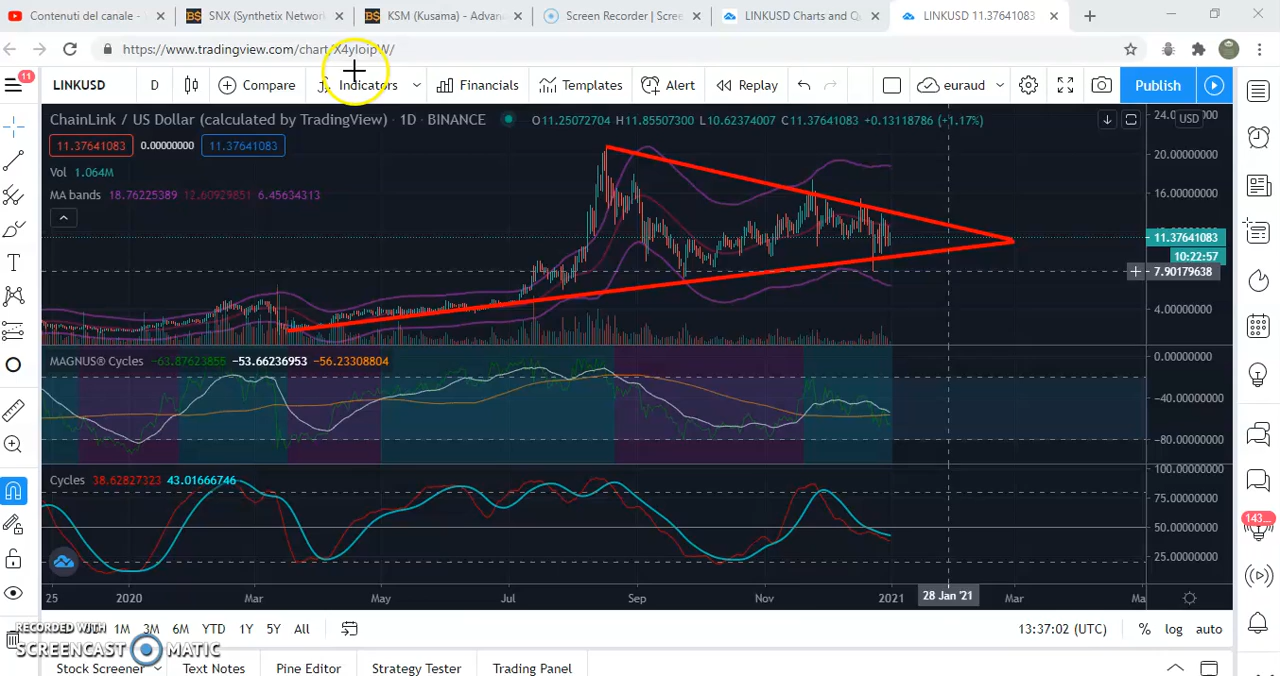 Contenidos del canale -
SNX (Synthetix Network
KSM (Kusama) - Advan
Screen Recorder | Scree
LINKUSD Charts and Qu
LINKUSD 11.37641083
https://www.tradingview.com/chart/X4yloipW/
11
LINKUSD
D
Compare
Indicators
Financials
Templates
Alert
Replay
euraud
Publish
ChainLink / US Dollar (calculated by TradingView) · 1D · BINANCE
O11.25072704 H11.85507300 L10.62374007 C11.37641083 +0.13118786 (+1.17%)
USD
11.37641083 0.00000000 11.37641083
20.00000000
Vol 1.064M
MA bands 18.76225389 12.60929851 6.45634313
16.00000000
11.37641083
10:22:57
7.90179638
4.00000000
MAGNUS® Cycles -63.87623855 -53.66236953 -56.23308804
0.00000000
-40.00000000
-80.00000000
Cycles 38.62827323 43.01666746
100.00000000
75.00000000
50.00000000
25.00000000
143
25 2020 Mar May Jul Sep Nov 2021 28 Jan '21 Mar Ma
1M 3M 6M YTD 1Y 5Y All
13:37:02 (UTC) % log auto
RECORDED WITH
SCREENCAST MATIC
Stock Screener Text Notes Pine Editor Strategy Tester Trading Panel